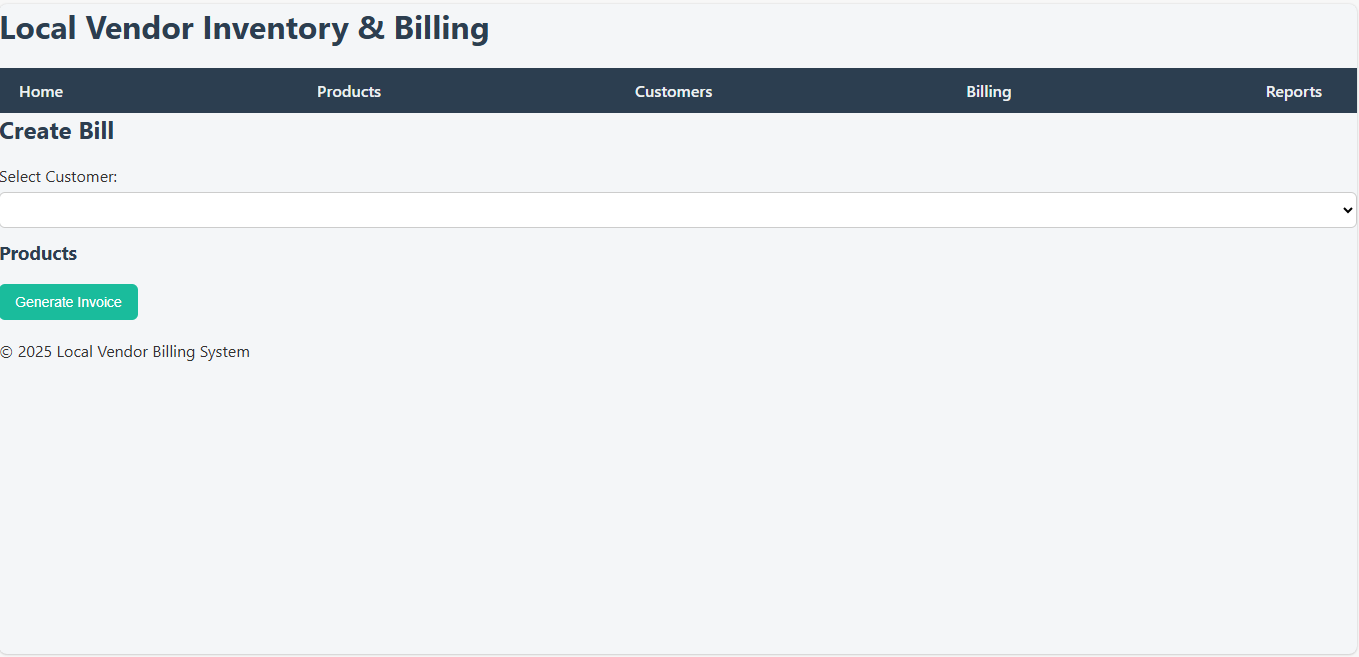 Local Vendor Inventory & Billing
Home Products Customers Billing Reports
Create Bill
Select Customer:
Products
Generate Invoice
© 2025 Local Vendor Billing System